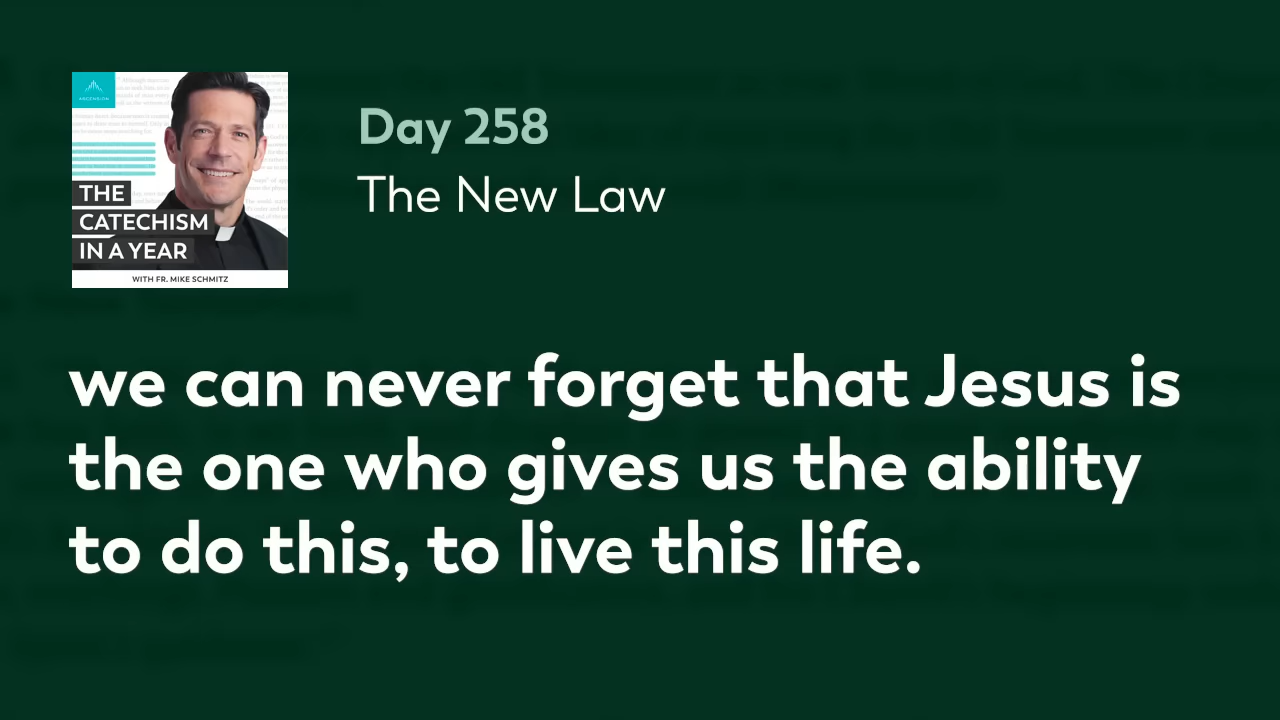 ASCENSION
THE
CATECHISM
IN A YEAR
WITH FR. MIKE SCHMITZ
Day 258
The New Law
we can never forget that Jesus is
the one who gives us the ability
to do this, to live this life.